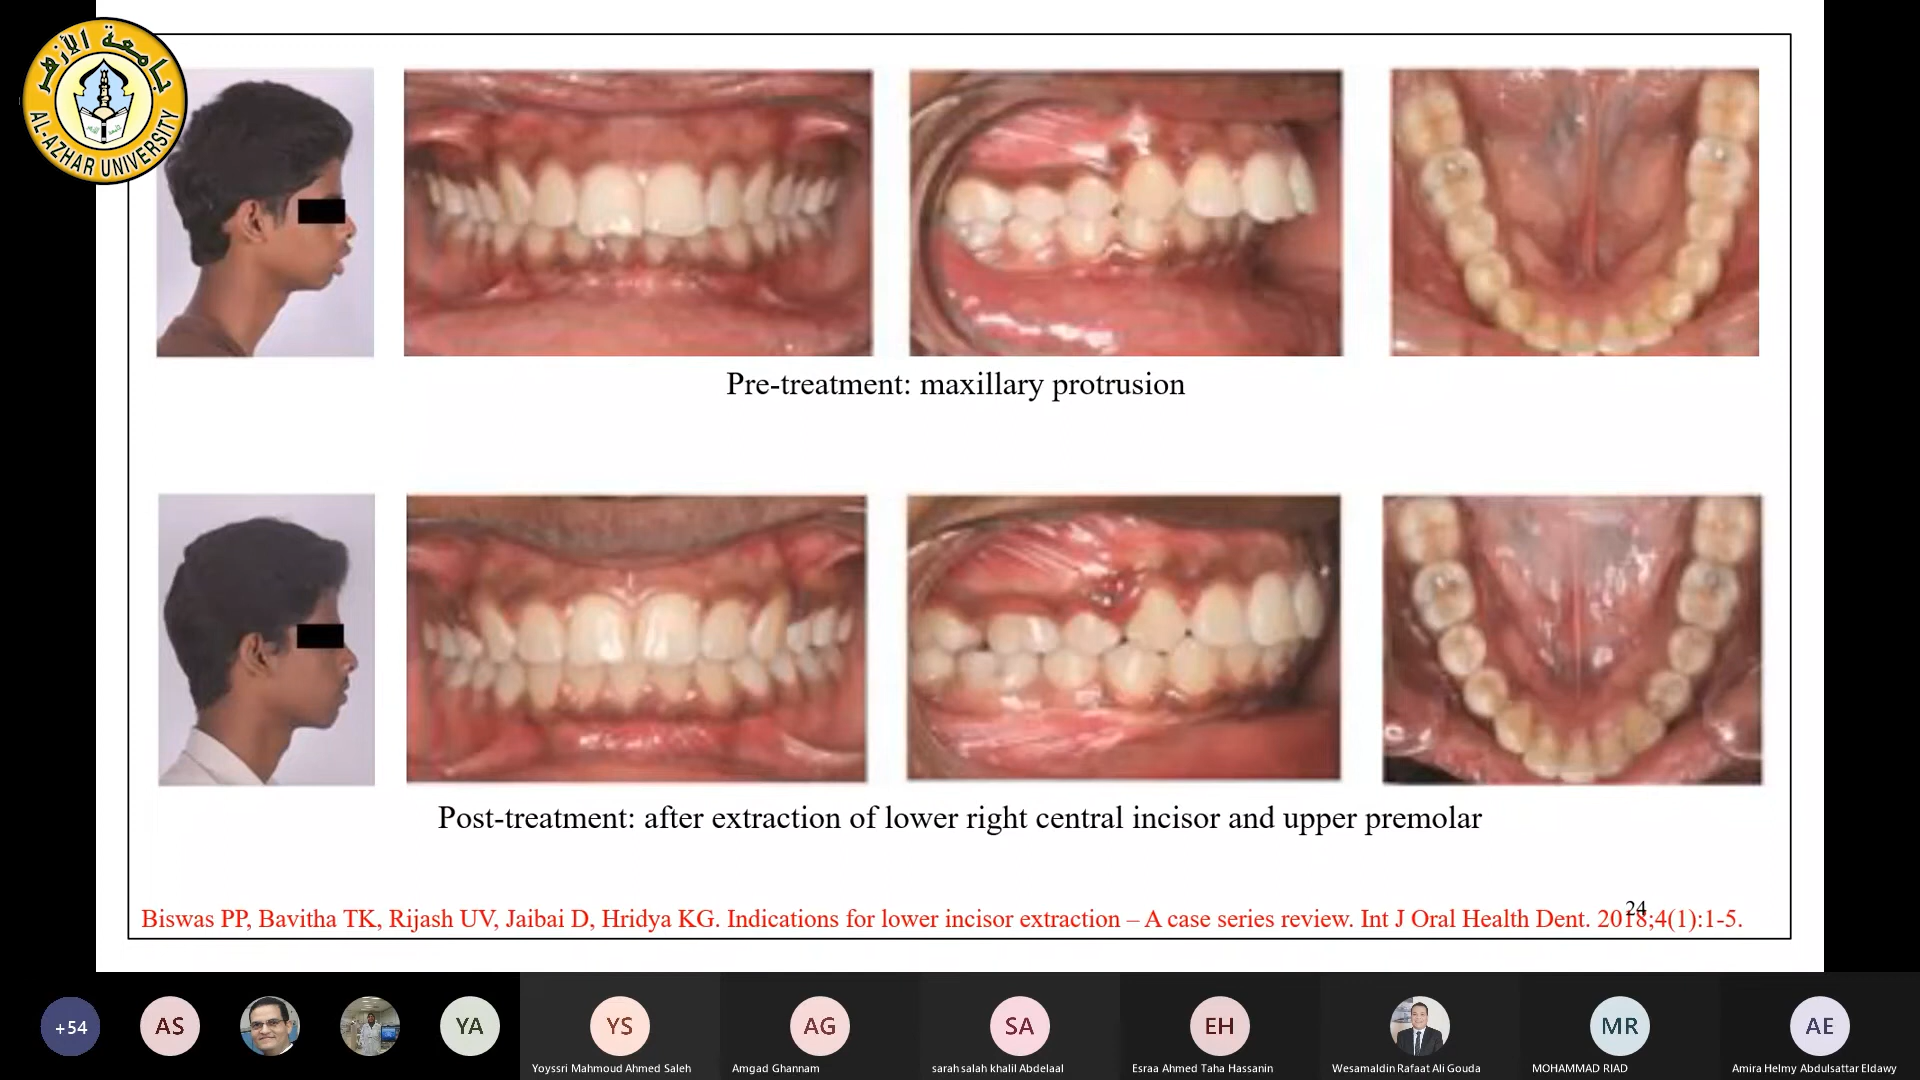 جامعة الأزهر
AL-AZHAR UNIVERSITY
Pre-treatment: maxillary protrusion
Post-treatment: after extraction of lower right central incisor and upper premolar
24
Biswas PP, Bavitha TK, Rijash UV, Jaibai D, Hridya KG. Indications for lower incisor extraction – A case series review. Int J Oral Health Dent. 2018;4(1):1-5.
+54
AS
YA
YS
AG
SA
EH
MR
AE
Yoyssri Mahmoud Ahmed Saleh
Amgad Ghannam
sarah salah khalil Abdelaal
Esraa Ahmed Taha Hassanin
Wesamaldin Rafaat Ali Gouda
MOHAMMAD RIAD
Amira Helmy Abdulsattar Eldawy